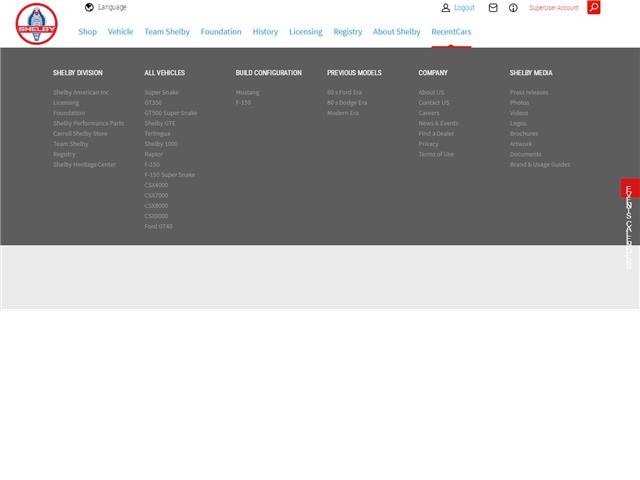 SHELBY
Language
Logout
SuperUser Account
Shop Vehicle Team Shelby Foundation History Licensing Registry About Shelby RecentCars
SHELBY DIVISION
Shelby American Inc
Licensing
Foundation
Shelby Performance Parts
Carroll Shelby Store
Team Shelby
Registry
Shelby Heritage Center
ALL VEHICLES
Super Snake
GT350
GT500 Super Snake
Shelby GTE
Terlingua
Shelby 1000
Raptor
F-150
F-150 Super Snake
CSX4000
CSX7000
CSX8000
CSX9000
Ford GT40
BUILD CONFIGURATION
Mustang
F-150
PREVIOUS MODELS
60 s Ford Era
80 s Dodge Era
Modern Era
COMPANY
About US
Contact US
Careers
News & Events
Find a Dealer
Privacy
Terms of Use
SHELBY MEDIA
Press releases
Photos
Videos
Logos
Brochures
Artwork
Documents
Brand & Usage Guides